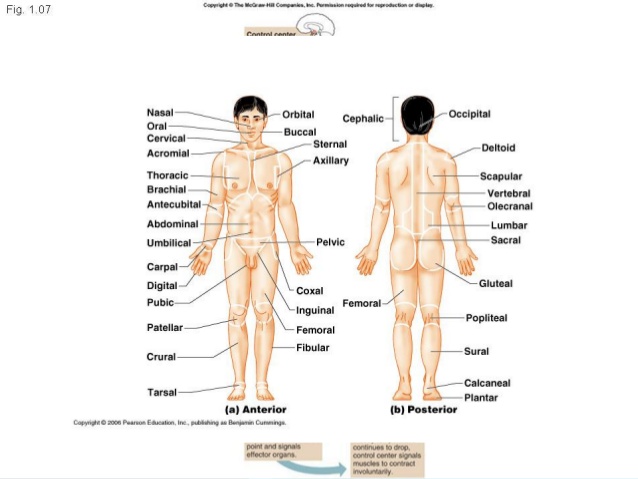 Fig. 1.07
Copyright © The McGraw-Hill Companies, Inc. Permission required for reproduction or display.
Control center
Nasal
Oral
Cervical
Acromial
Thoracic
Brachial
Antecubital
Abdominal
Umbilical
Carpal
Digital
Pubic
Patellar
Crural
Tarsal
Orbital
Buccal
Sternal
Axillary
Pelvic
Coxal
Inguinal
Femoral
Fibular
(a) Anterior
Cephalic
Femoral
Occipital
Deltoid
Scapular
Vertebral
Olecranal
Lumbar
Sacral
Gluteal
Popliteal
Sural
Calcaneal
Plantar
(b) Posterior
Copyright © 2006 Pearson Education, Inc., publishing as Benjamin Cummings.
point and signals
effector organs.
continues to drop,
control center signals
muscles to contract
involuntarily.